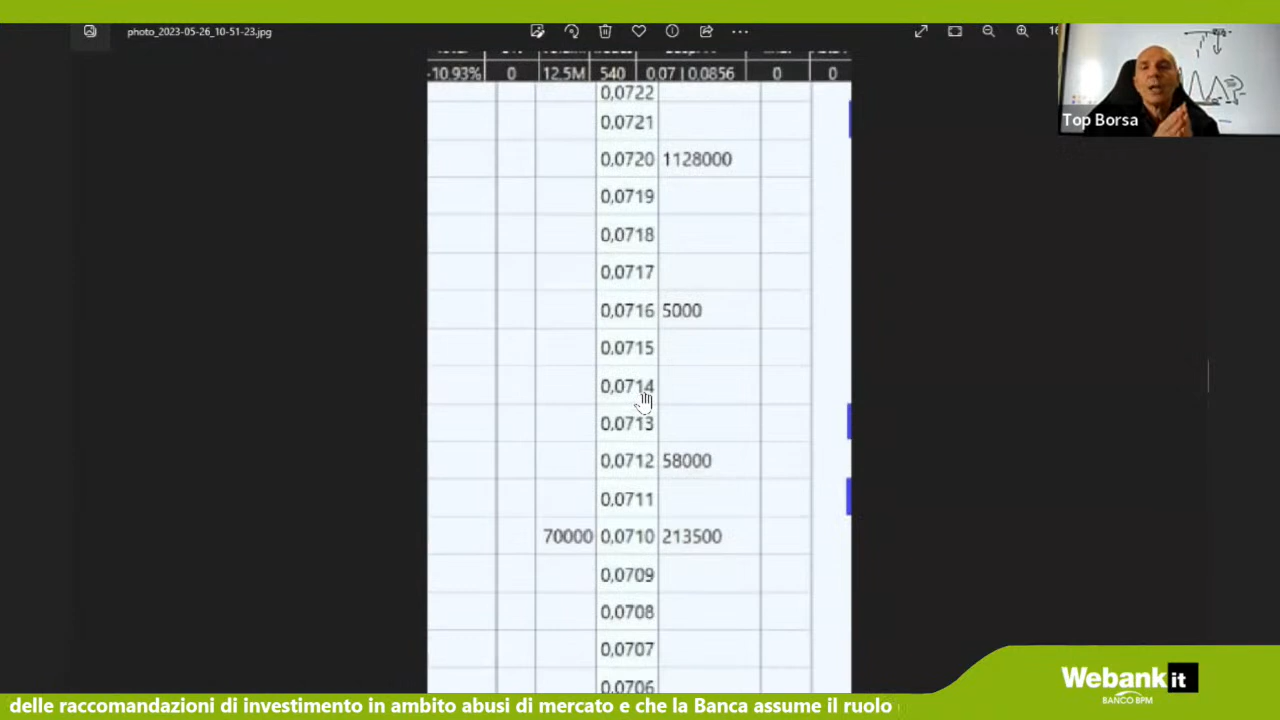 photo_2023-05-26_10-51-23.jpg
-10.93% 0 12.5M 540 0.07 | 0.0856 0 0
0,0722
0,0721
0,0720 1128000
0,0719
0,0718
0,0717
0,0716 5000
0,0715
0,0714
0,0713
0,0712 58000
0,0711
70000 0,0710 213500
0,0709
0,0708
0,0707
0,0706
Top Borsa
Webank it
BANCO BPM
delle raccomandazioni di investimento in ambito abusi di mercato e che la Banca assume il ruolo